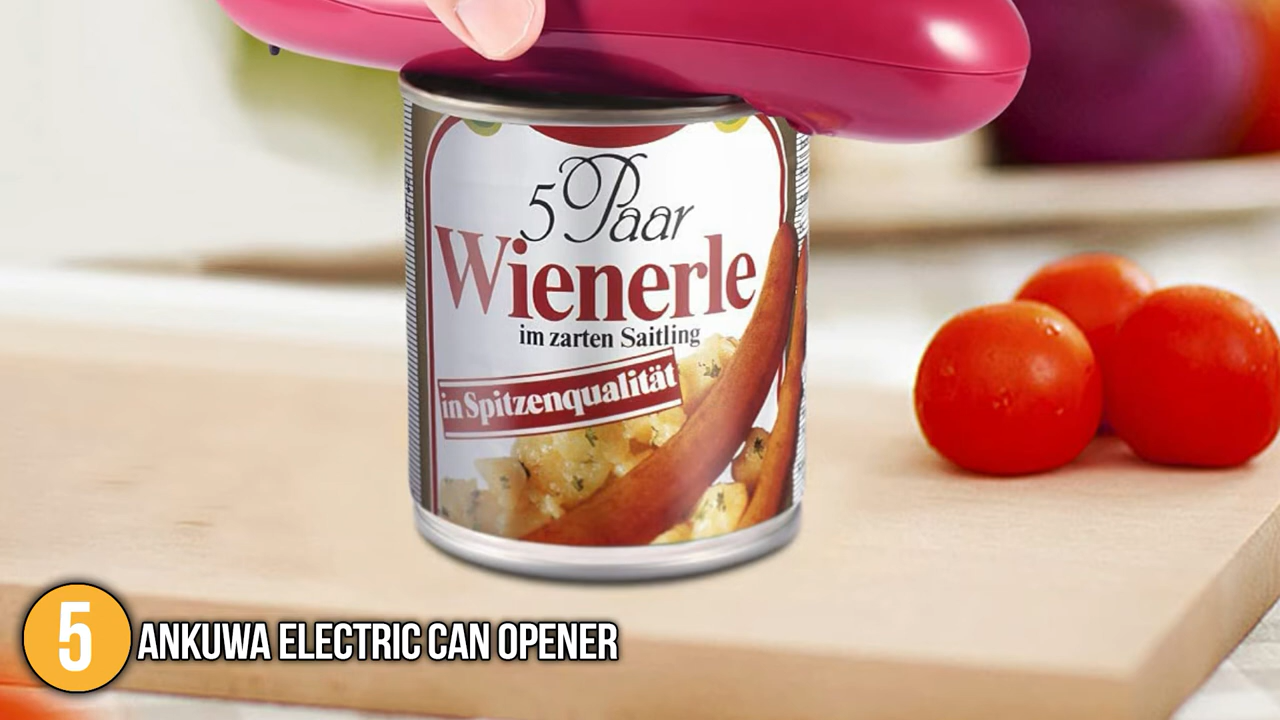 5 Paar
Wienerle
im zarten Saitling
in Spitzenqualität
5
ANKUWA ELECTRIC CAN OPENER